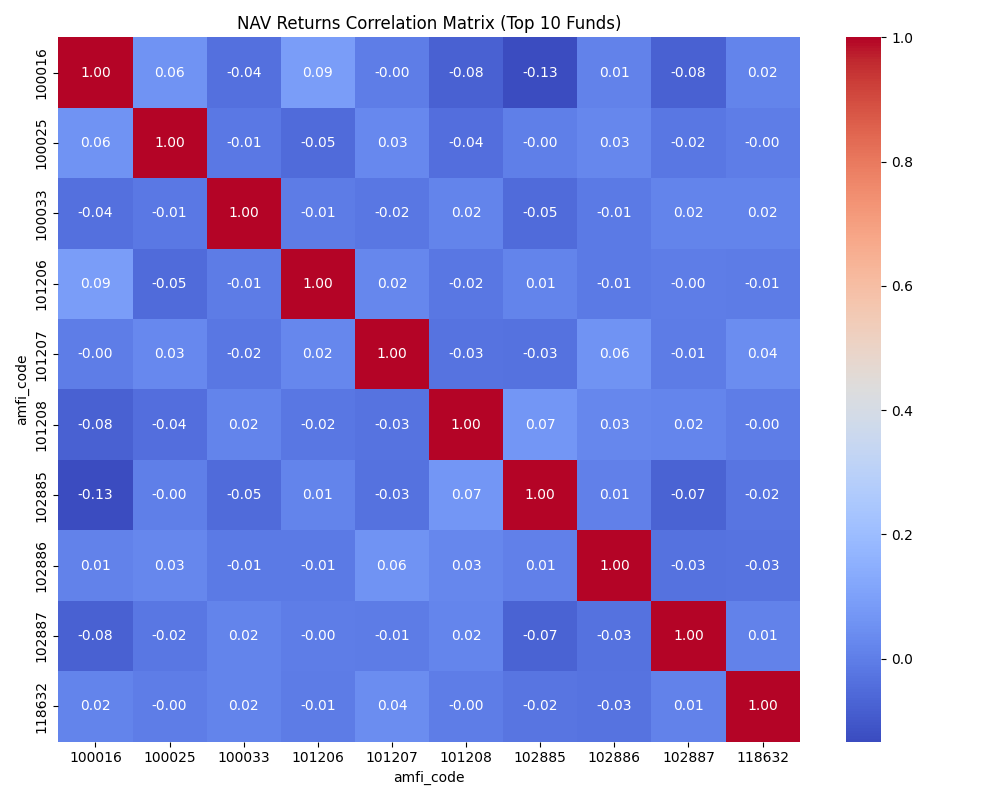 NAV Returns Correlation Matrix (Top 10 Funds)
amfi_code
100016 1.00 0.06 -0.04 0.09 -0.00 -0.08 -0.13 0.01 -0.08 0.02
100025 0.06 1.00 -0.01 -0.05 0.03 -0.04 -0.00 0.03 -0.02 -0.00
100033 -0.04 -0.01 1.00 -0.01 -0.02 0.02 -0.05 -0.01 0.02 0.02
101206 0.09 -0.05 -0.01 1.00 0.02 -0.02 0.01 -0.01 -0.00 -0.01
101207 -0.00 0.03 -0.02 0.02 1.00 -0.03 -0.03 0.06 -0.01 0.04
101208 -0.08 -0.04 0.02 -0.02 -0.03 1.00 0.07 0.03 0.02 -0.00
102885 -0.13 -0.00 -0.05 0.01 -0.03 0.07 1.00 0.01 -0.07 -0.02
102886 0.01 0.03 -0.01 -0.01 0.06 0.03 0.01 1.00 -0.03 -0.03
102887 -0.08 -0.02 0.02 -0.00 -0.01 0.02 -0.07 -0.03 1.00 0.01
118632 0.02 -0.00 0.02 -0.01 0.04 -0.00 -0.02 -0.03 0.01 1.00
100016 100025 100033 101206 101207 101208 102885 102886 102887 118632
amfi_code
1.0
0.8
0.6
0.4
0.2
0.0